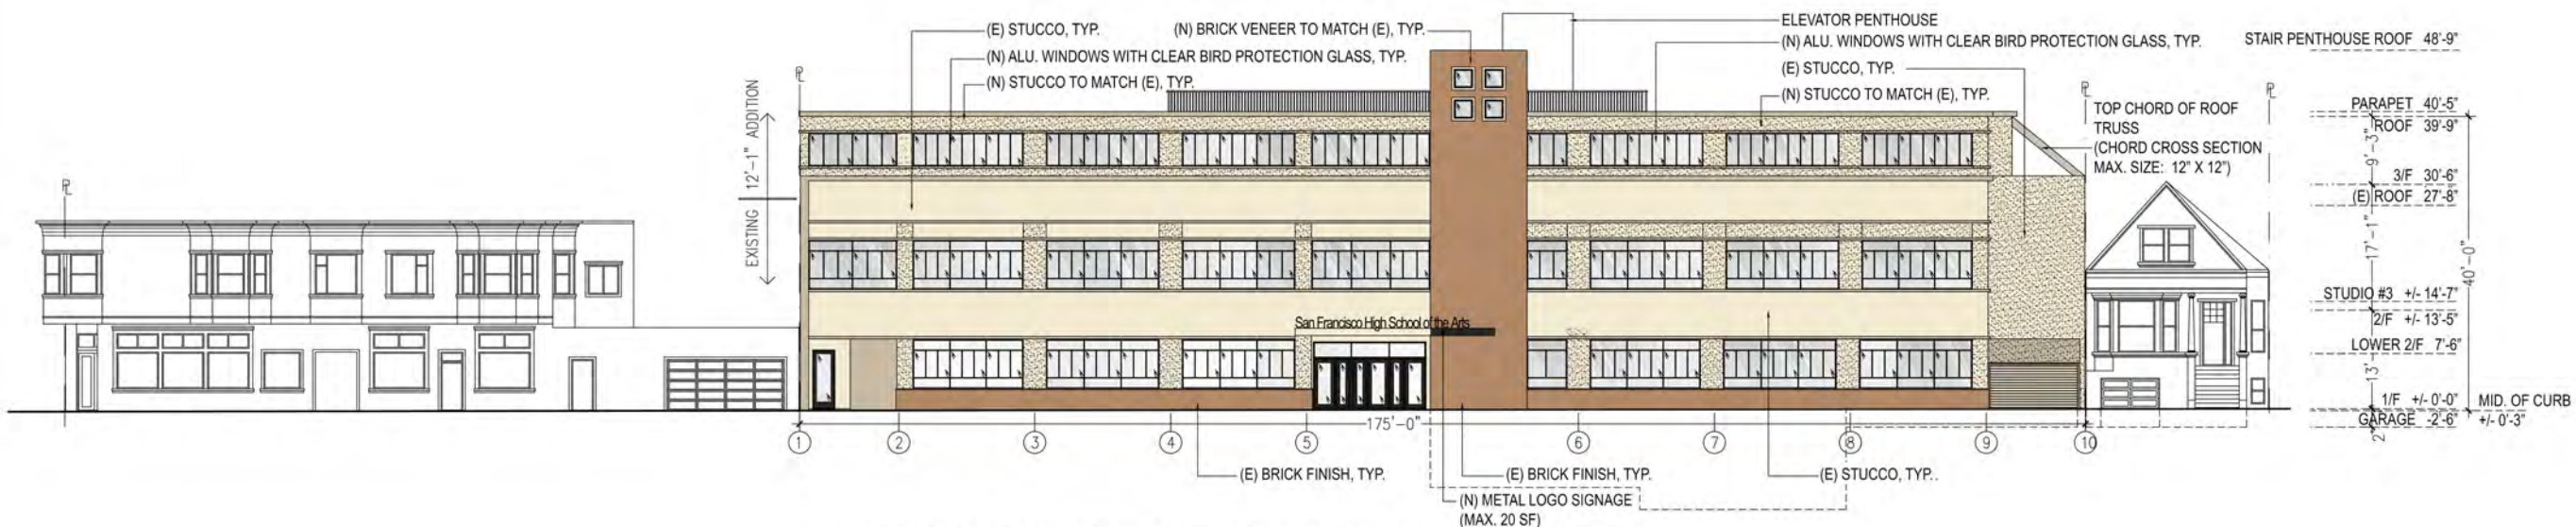 (E) STUCCO, TYP.
(N) BRICK VENEER TO MATCH (E), TYP.
ELEVATOR PENTHOUSE
(N) ALU. WINDOWS WITH CLEAR BIRD PROTECTION GLASS, TYP.
(N) ALU. WINDOWS WITH CLEAR BIRD PROTECTION GLASS, TYP.
STAIR PENTHOUSE ROOF 48'-9"
(N) STUCCO TO MATCH (E), TYP.
(E) STUCCO, TYP.
(N) STUCCO TO MATCH (E), TYP.
PL
PL
PL
PL
12'-1" ADDITION
EXISTING
TOP CHORD OF ROOF
TRUSS
(CHORD CROSS SECTION
MAX. SIZE: 12" X 12")
PARAPET 40'-5"
ROOF 39'-9"
9'-3"
3/F 30'-6"
(E) ROOF 27'-8"
17'-1"
40'-0"
STUDIO #3 +/- 14'-7"
2/F +/- 13'-5"
LOWER 2/F 7'-6"
13'
1/F +/- 0'-0"
MID. OF CURB
+/- 0'-3"
GARAGE -2'-6"
2'
San Francisco High School of the Arts
175'-0"
1 2 3 4 5 6 7 8 9 10
(E) BRICK FINISH, TYP.
(E) BRICK FINISH, TYP.
(E) STUCCO, TYP..
(N) METAL LOGO SIGNAGE
(MAX. 20 SF)